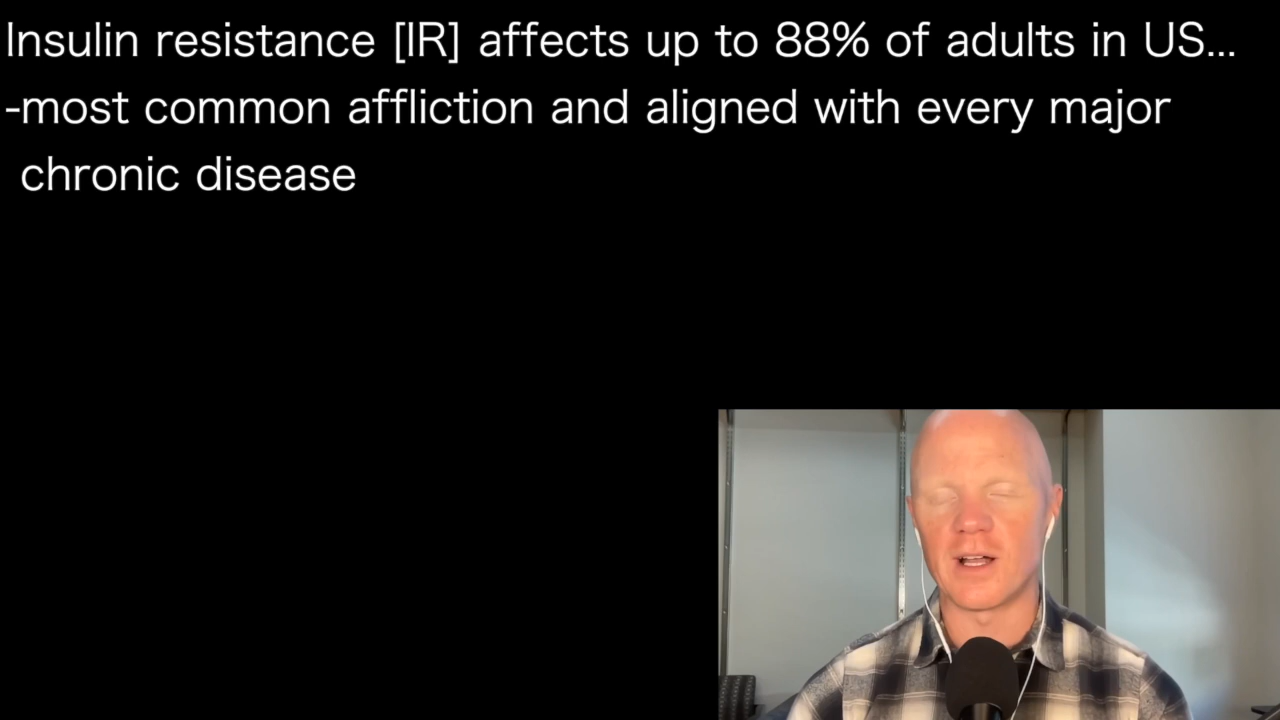 Insulin resistance [IR] affects up to 88% of adults in US...
-most common affliction and aligned with every major
chronic disease